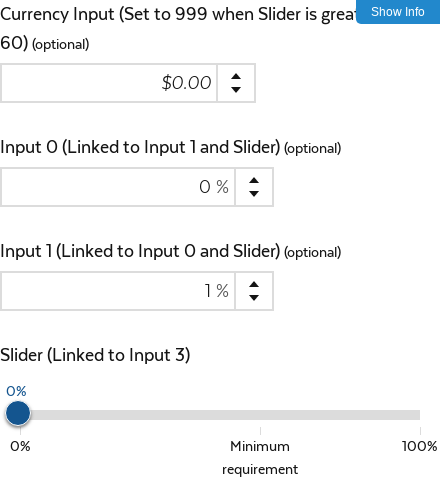 Currency Input (Set to 999 when Slider is
Show Info
60) (optional)
$0.00
Input 0 (Linked to Input 1 and Slider) (optional)
0 %
Input 1 (Linked to Input 0 and Slider) (optional)
1 %
Slider (Linked to Input 3)
0%
0% Minimum 100%
requirement